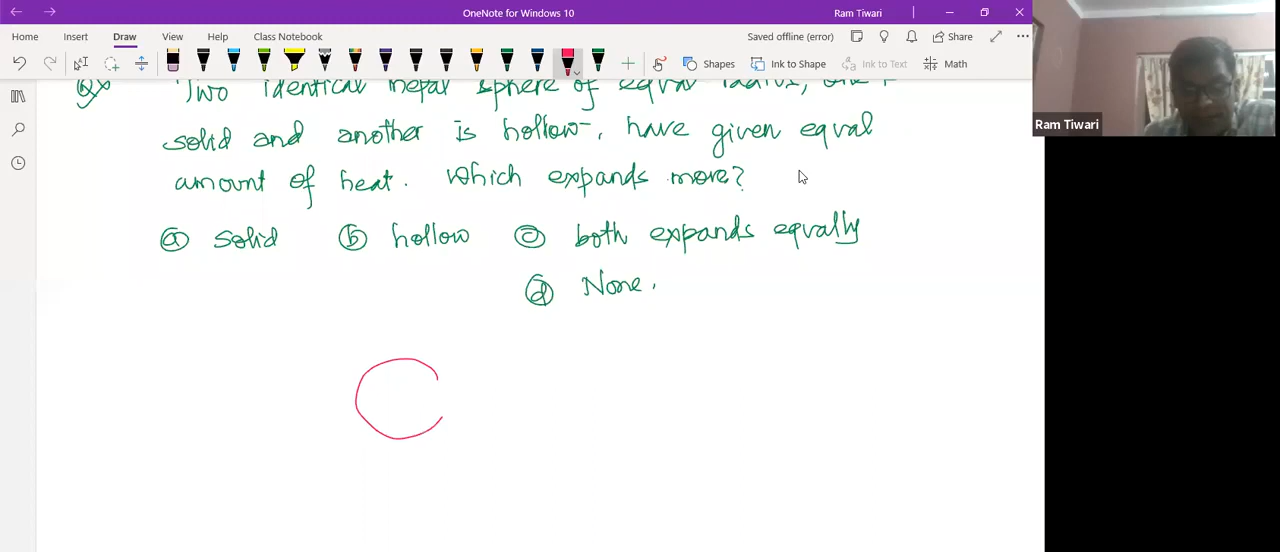 OneNote for Windows 10
Ram Tiwari
Home Insert Draw View Help Class Notebook
Saved offline (error) Share
Shapes Ink to Shape Ink to Text Math
Qx Two identical metal sphere of equal radius, one
solid and another is hollow, have given equal
amount of heat. Which expands more?
a solid b hollow c both expands equally
d None.
Ram Tiwari